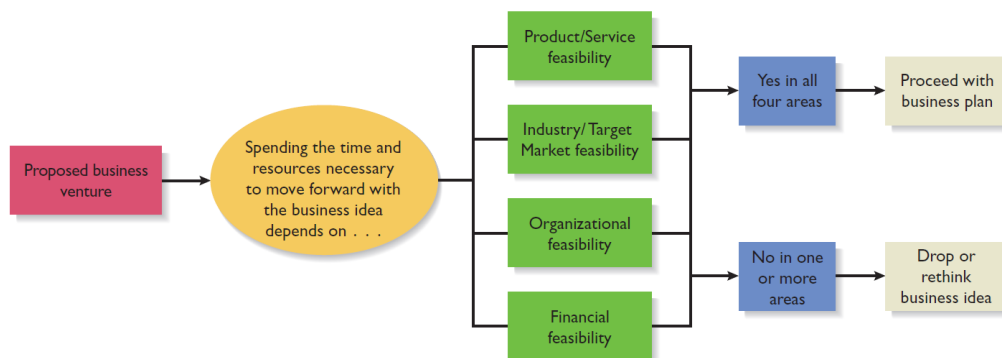 Proposed business
venture
Spending the time and
resources necessary
to move forward with
the business idea
depends on . . .
Product/Service
feasibility
Industry/Target
Market feasibility
Organizational
feasibility
Financial
feasibility
Yes in all
four areas
Proceed with
business plan
No in one
or more
areas
Drop or
rethink
business idea